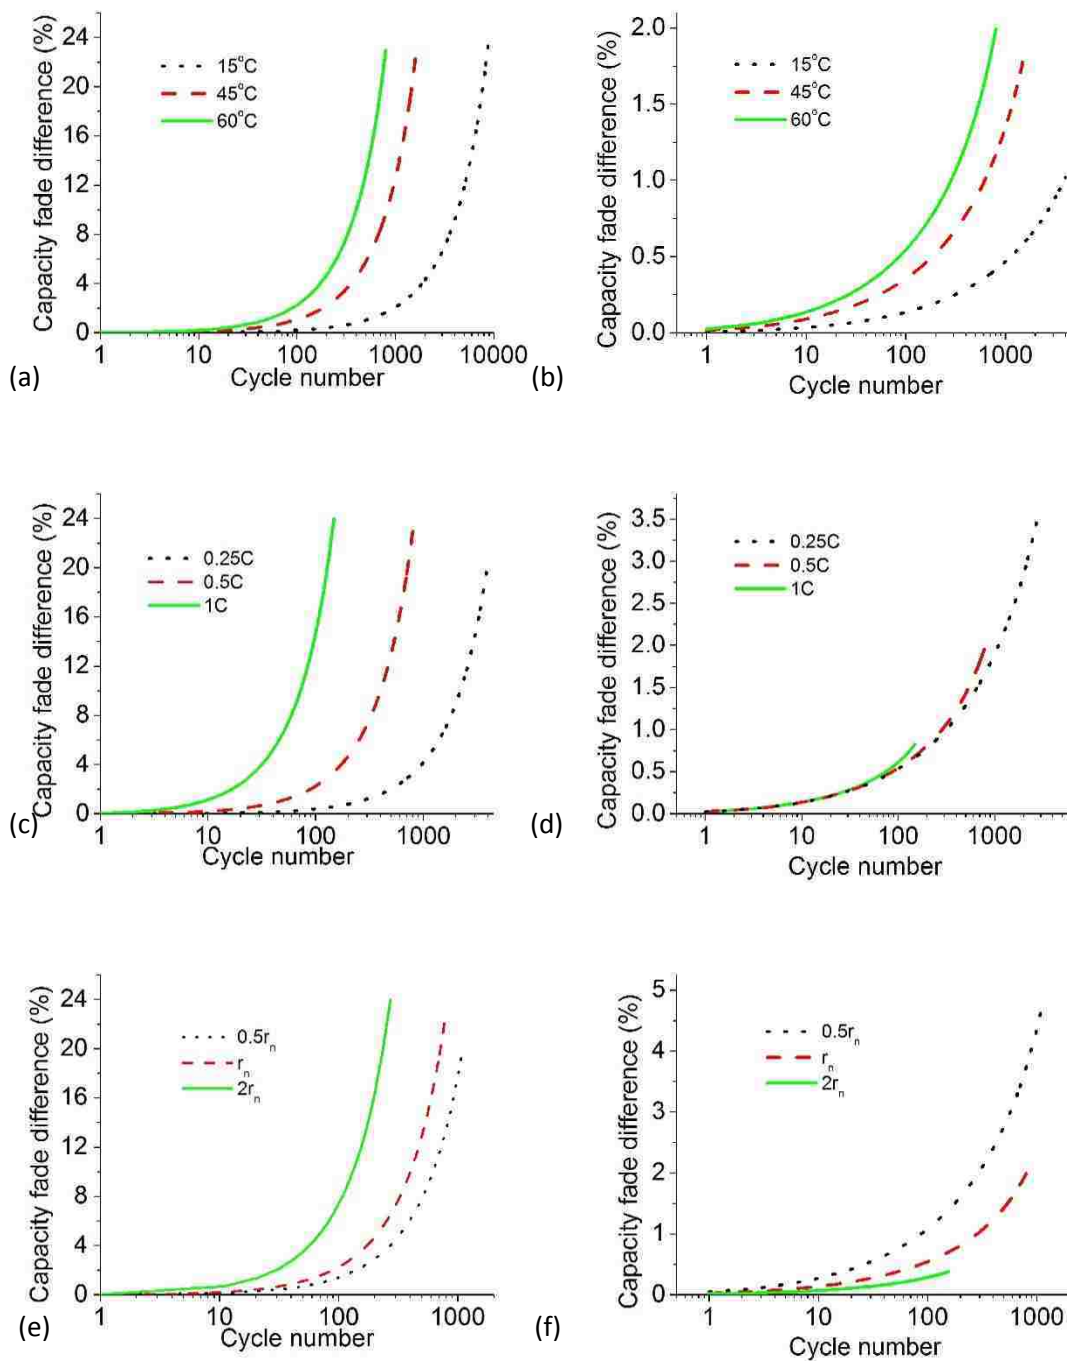 Capacity fade difference (%)
24
20
16
12
8
4
0
15°C
45°C
60°C
1 10 100 1000 10000
Cycle number
(a)
Capacity fade difference (%)
2.0
1.5
1.0
0.5
0.0
15°C
45°C
60°C
1 10 100 1000
Cycle number
(b)
Capacity fade difference (%)
24
20
16
12
8
4
0
0.25C
0.5C
1C
1 10 100 1000
Cycle number
(c)
Capacity fade difference (%)
3.5
3.0
2.5
2.0
1.5
1.0
0.5
0.0
0.25C
0.5C
1C
1 10 100 1000
Cycle number
(d)
Capacity fade difference (%)
24
20
16
12
8
4
0
0.5rₙ
rₙ
2rₙ
1 10 100 1000
Cycle number
(e)
Capacity fade difference (%)
5
4
3
2
1
0
0.5rₙ
rₙ
2rₙ
1 10 100 1000
Cycle number
(f)